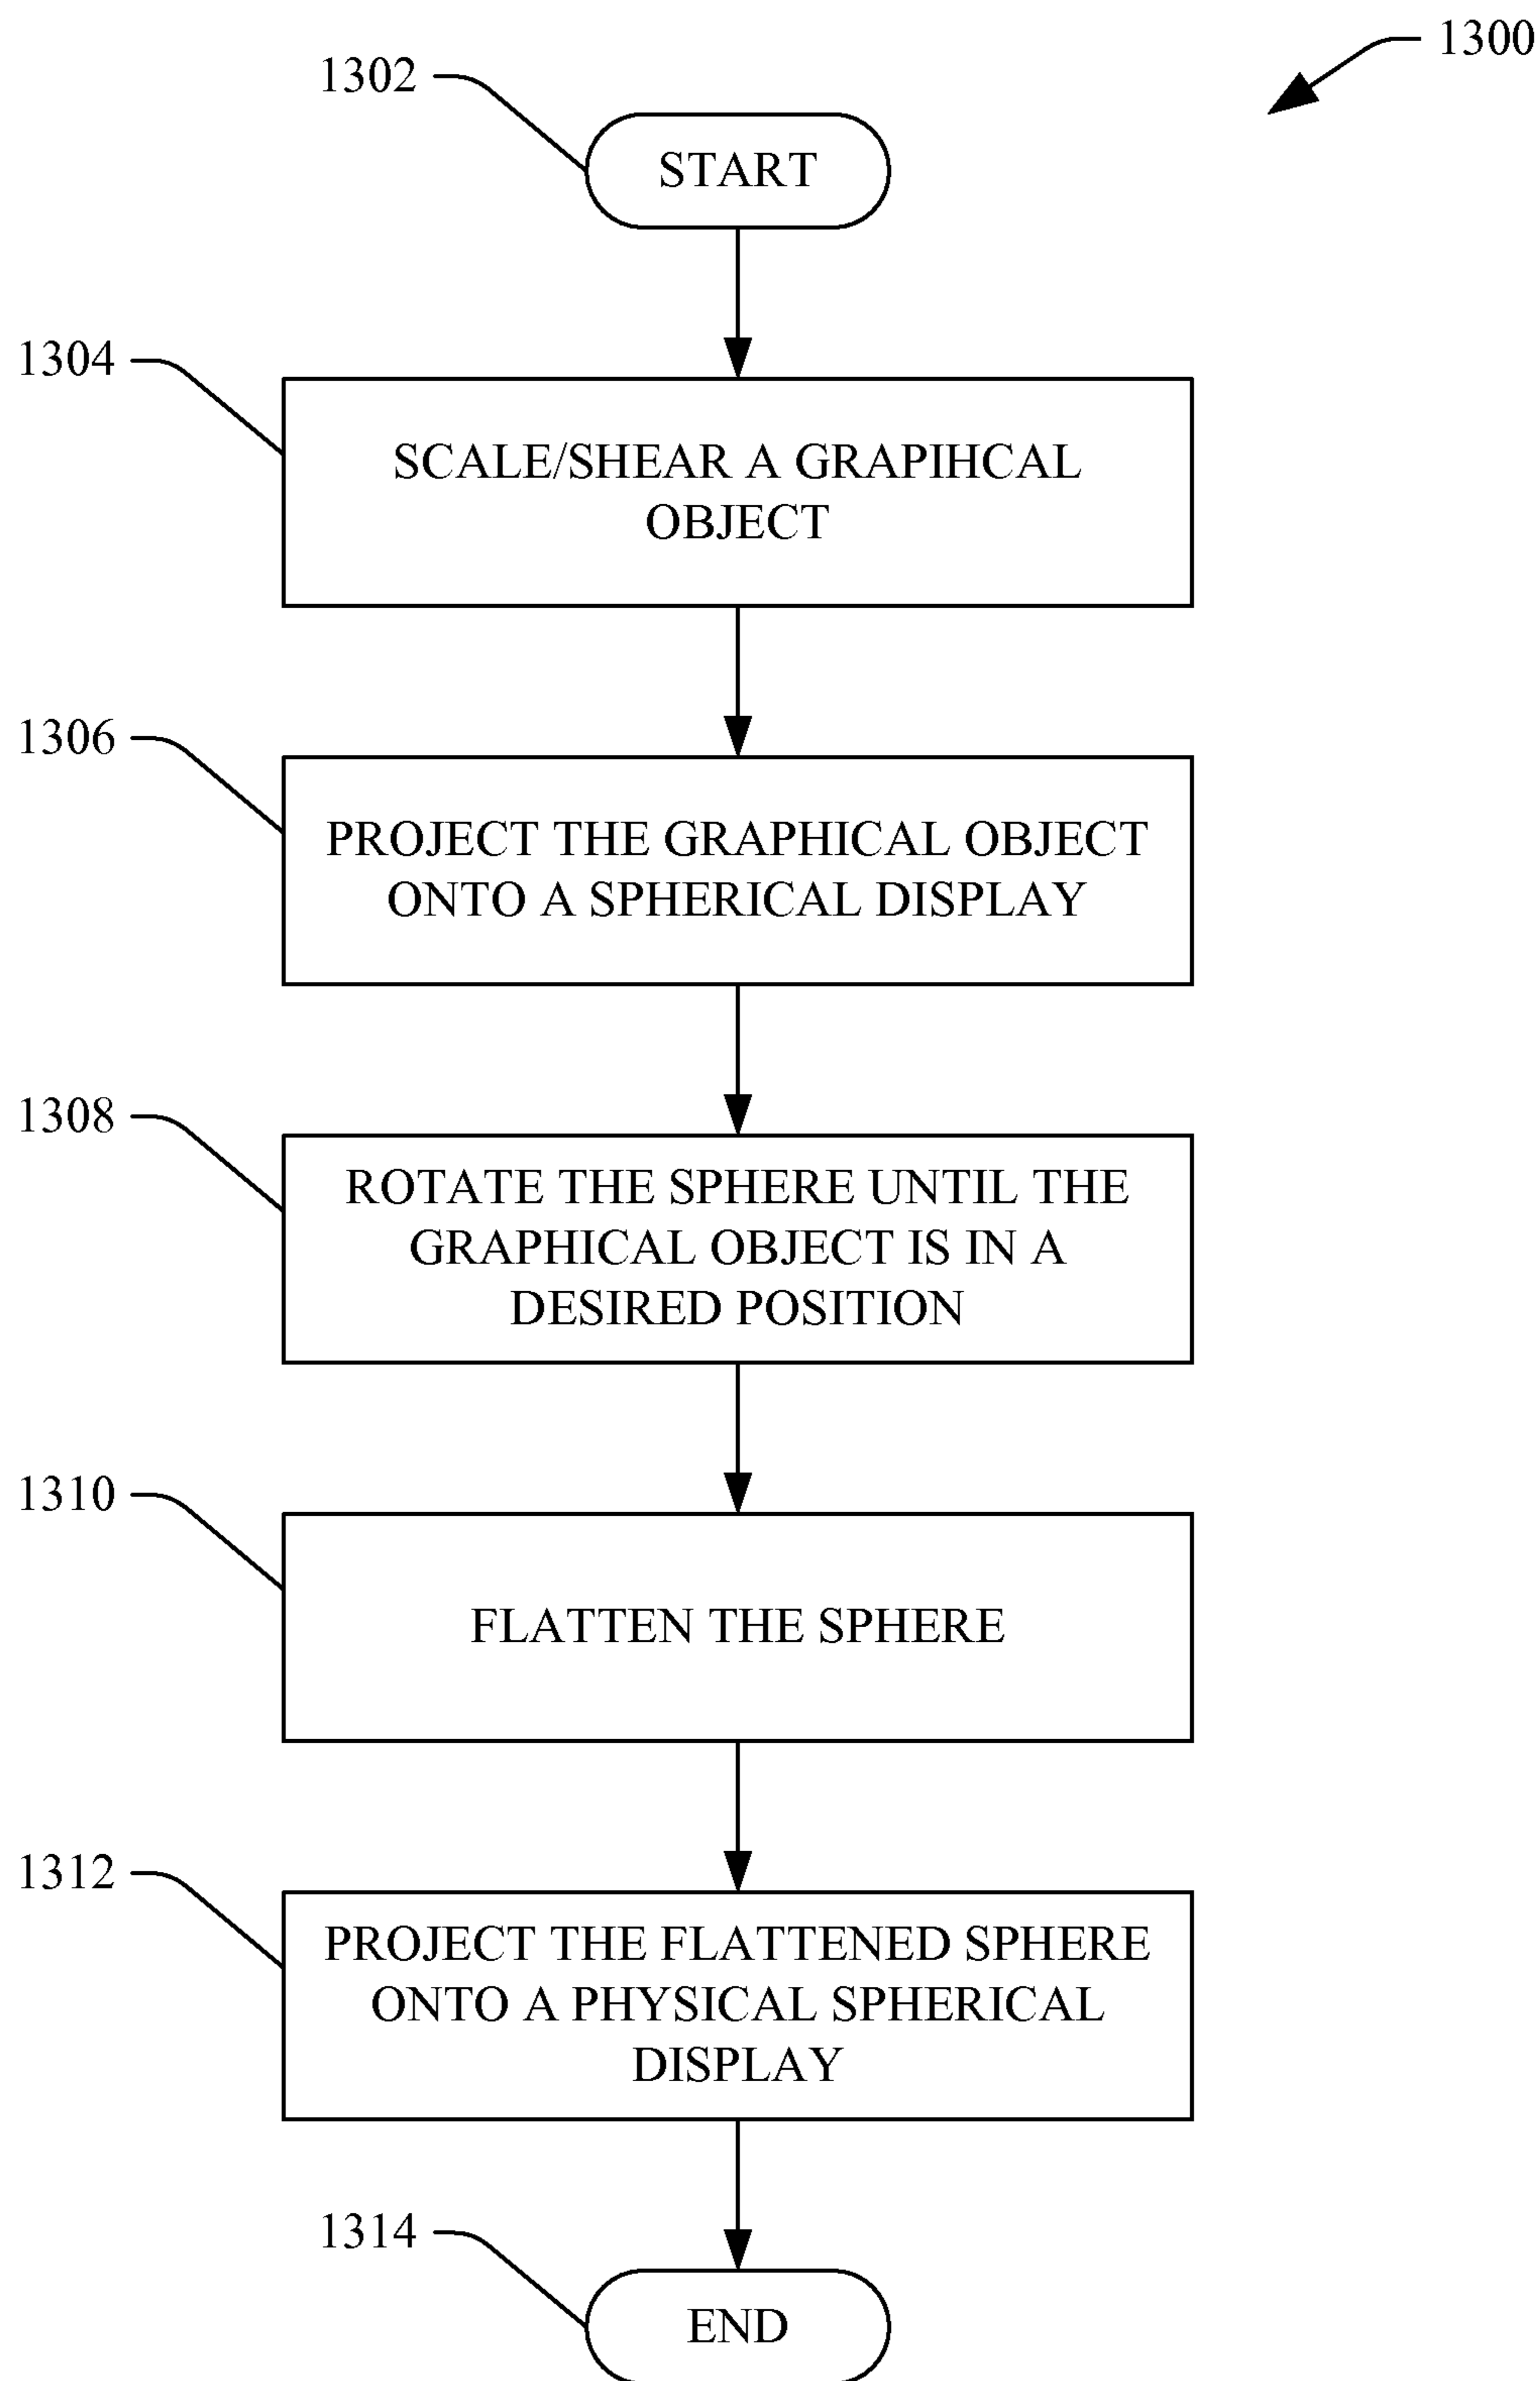 1300
1302
START
1304
SCALE/SHEAR A GRAPIHCAL
OBJECT
1306
PROJECT THE GRAPHICAL OBJECT
ONTO A SPHERICAL DISPLAY
1308
ROTATE THE SPHERE UNTIL THE
GRAPHICAL OBJECT IS IN A
DESIRED POSITION
1310
FLATTEN THE SPHERE
1312
PROJECT THE FLATTENED SPHERE
ONTO A PHYSICAL SPHERICAL
DISPLAY
1314
END